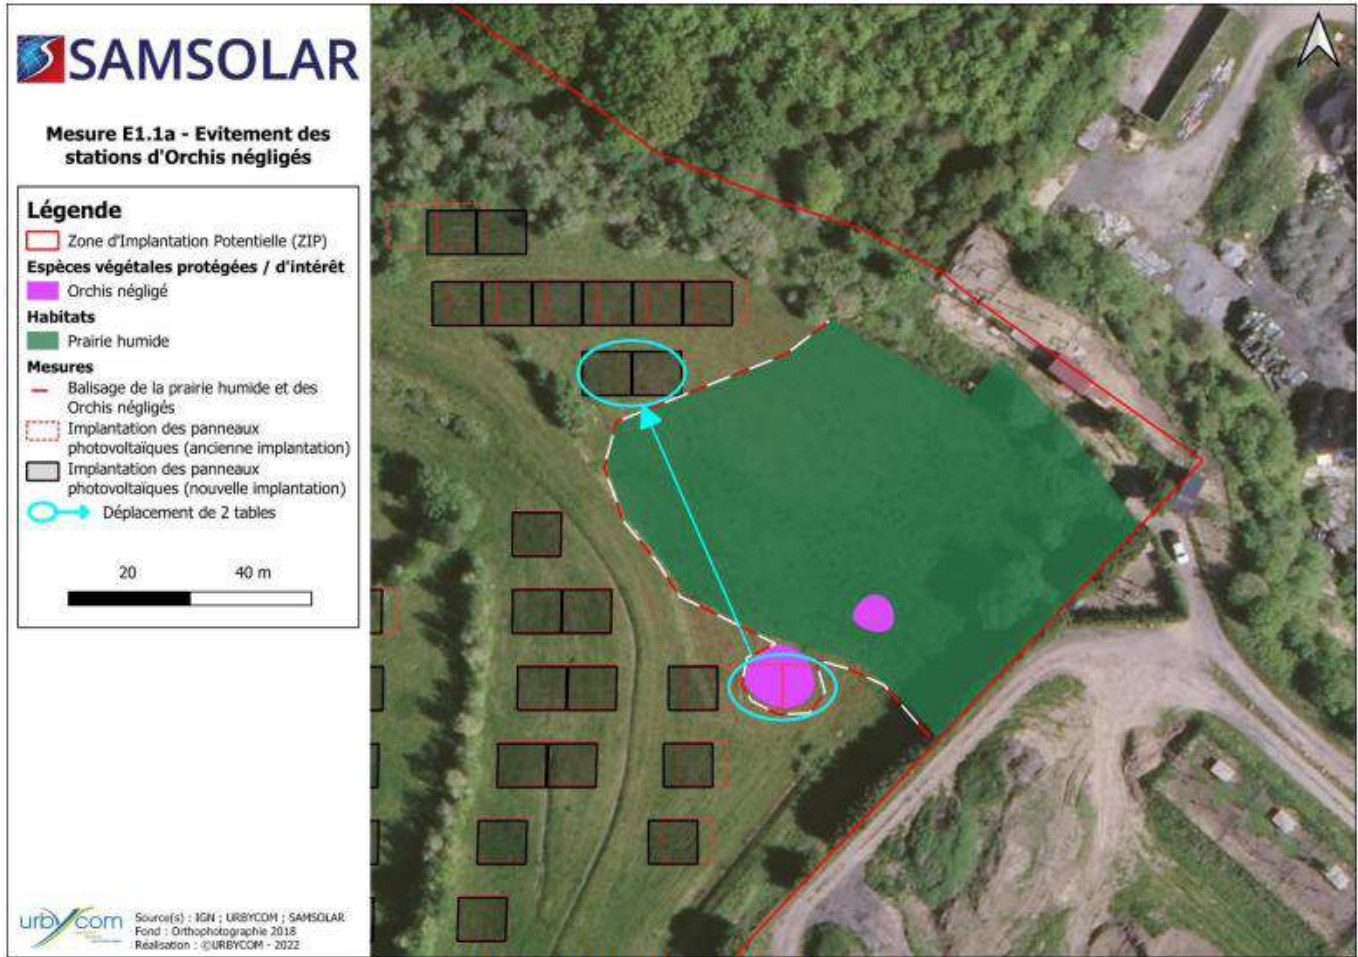 SAMSOLAR
Mesure E1.1a - Evitement des
stations d'Orchis négligés
Légende
Zone d'Implantation Potentielle (ZIP)
Espèces végétales protégées / d'intérêt
Orchis négligé
Habitats
Prairie humide
Mesures
Balisage de la prairie humide et des
Orchis négligés
Implantation des panneaux
photovoltaïques (ancienne implantation)
Implantation des panneaux
photovoltaïques (nouvelle implantation)
Déplacement de 2 tables
20 40 m
urbycom
Source(s) : IGN ; URBYCOM ; SAMSOLAR
Fond : Orthophotographie 2018
Réalisation : ©URBYCOM - 2022